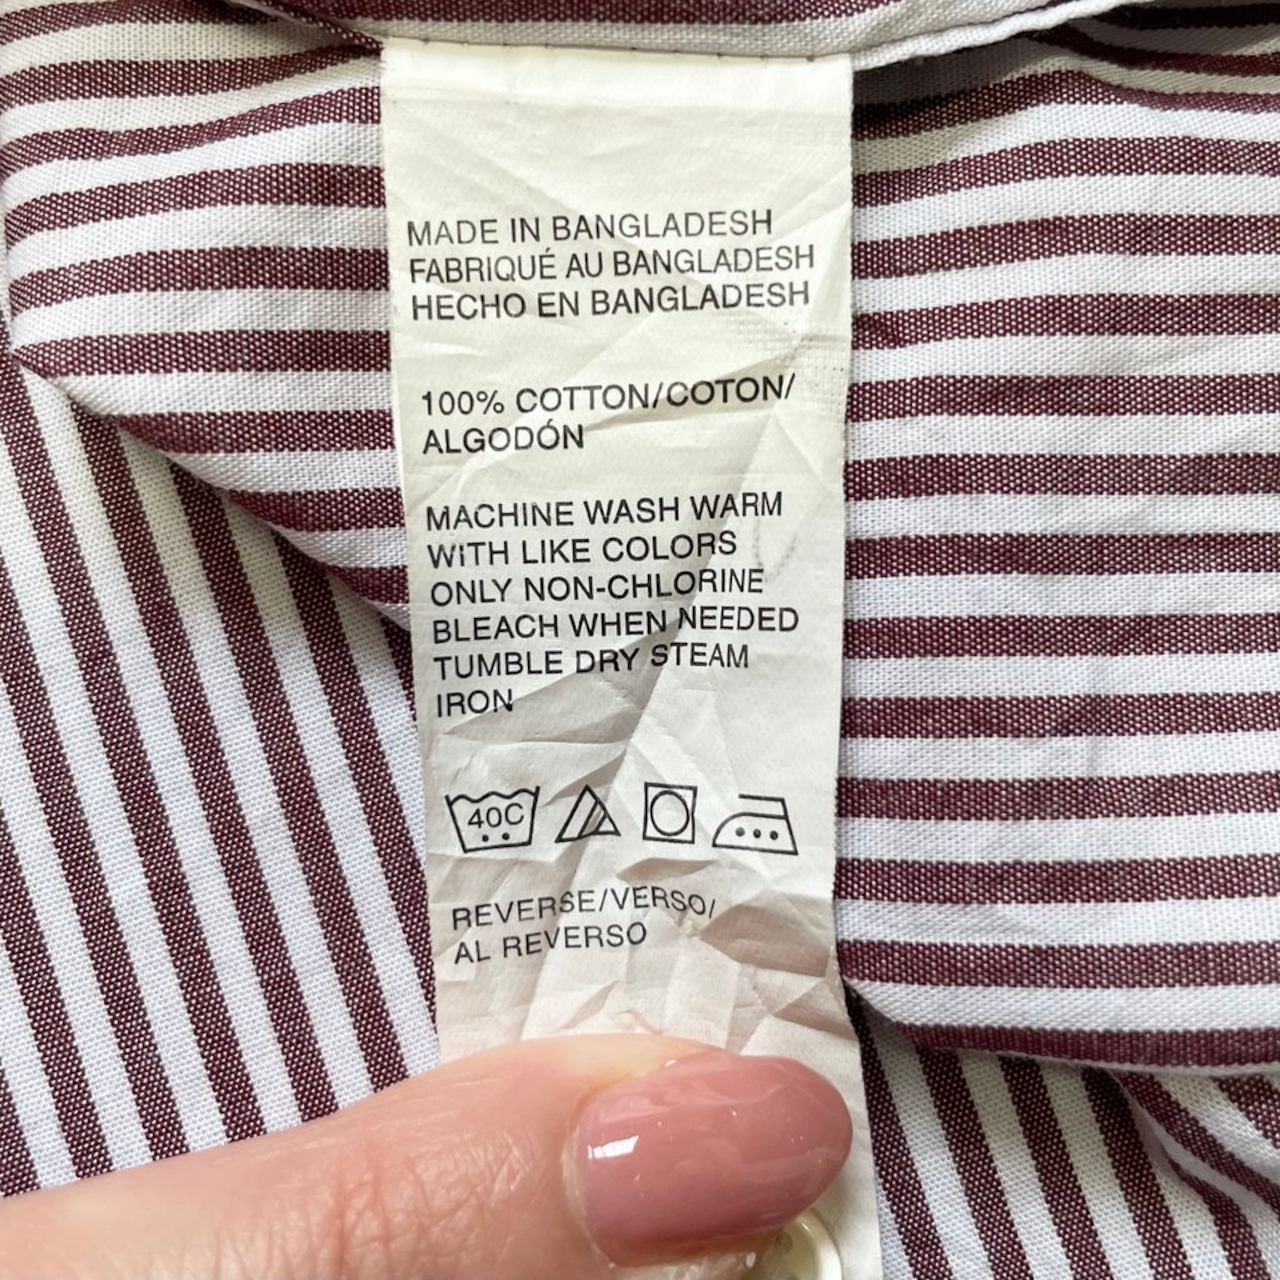 MADE IN BANGLADESH
FABRIQUÉ AU BANGLADESH
HECHO EN BANGLADESH
100% COTTON/COTON/
ALGODÓN
MACHINE WASH WARM
WITH LIKE COLORS
ONLY NON-CHLORINE
BLEACH WHEN NEEDED
TUMBLE DRY STEAM
IRON
40C
REVERSE/VERSO/
AL REVERSO